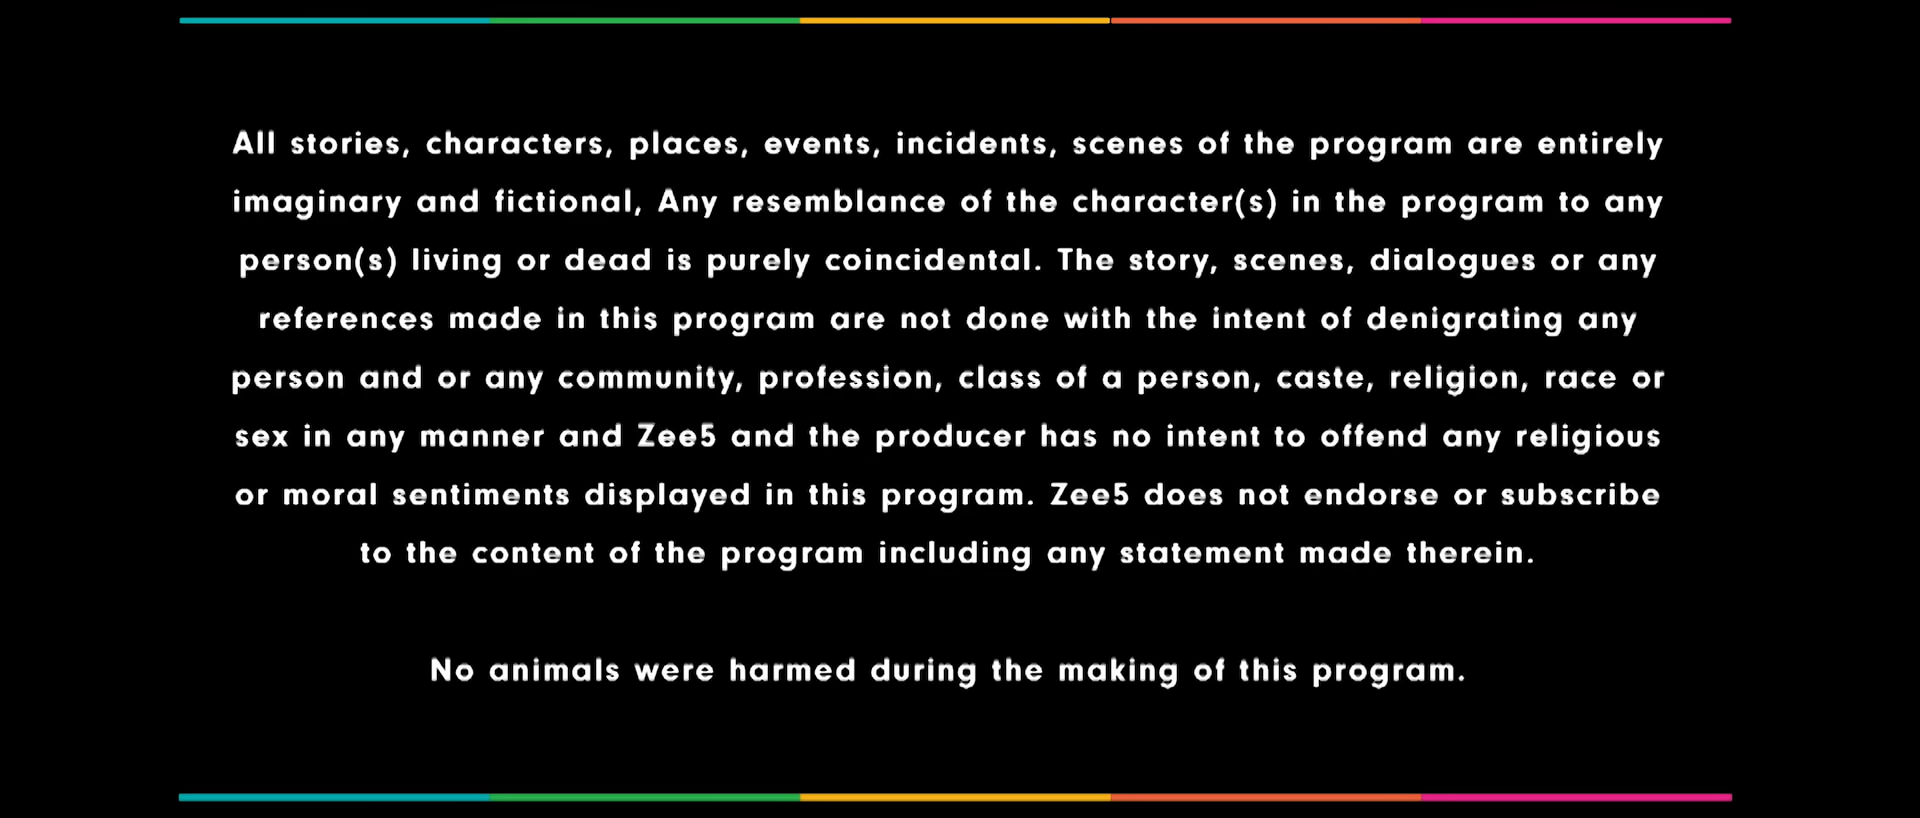 All stories, characters, places, events, incidents, scenes of the program are entirely
imaginary and fictional, Any resemblance of the character(s) in the program to any
person(s) living or dead is purely coincidental. The story, scenes, dialogues or any
references made in this program are not done with the intent of denigrating any
person and or any community, profession, class of a person, caste, religion, race or
sex in any manner and Zee5 and the producer has no intent to offend any religious
or moral sentiments displayed in this program. Zee5 does not endorse or subscribe
to the content of the program including any statement made therein.
No animals were harmed during the making of this program.